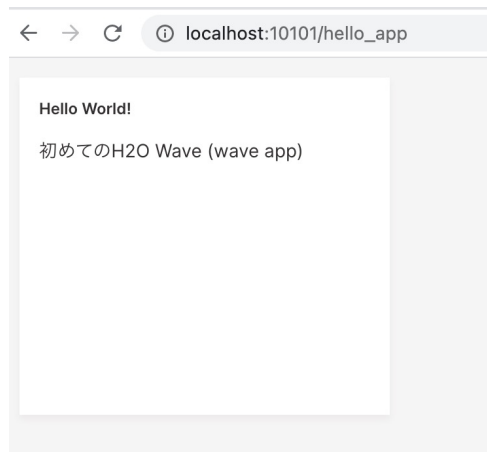 localhost:10101/hello_app
Hello World!
初めてのH2O Wave (wave app)